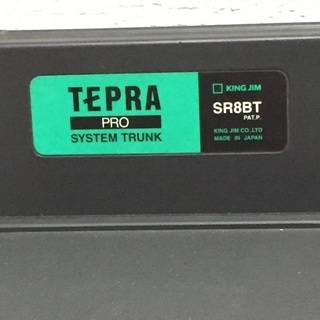 TEPRA
PRO
SYSTEM TRUNK
KING JIM
SR8BT
PAT.P.
KING JIM CO.,LTD
MADE IN JAPAN